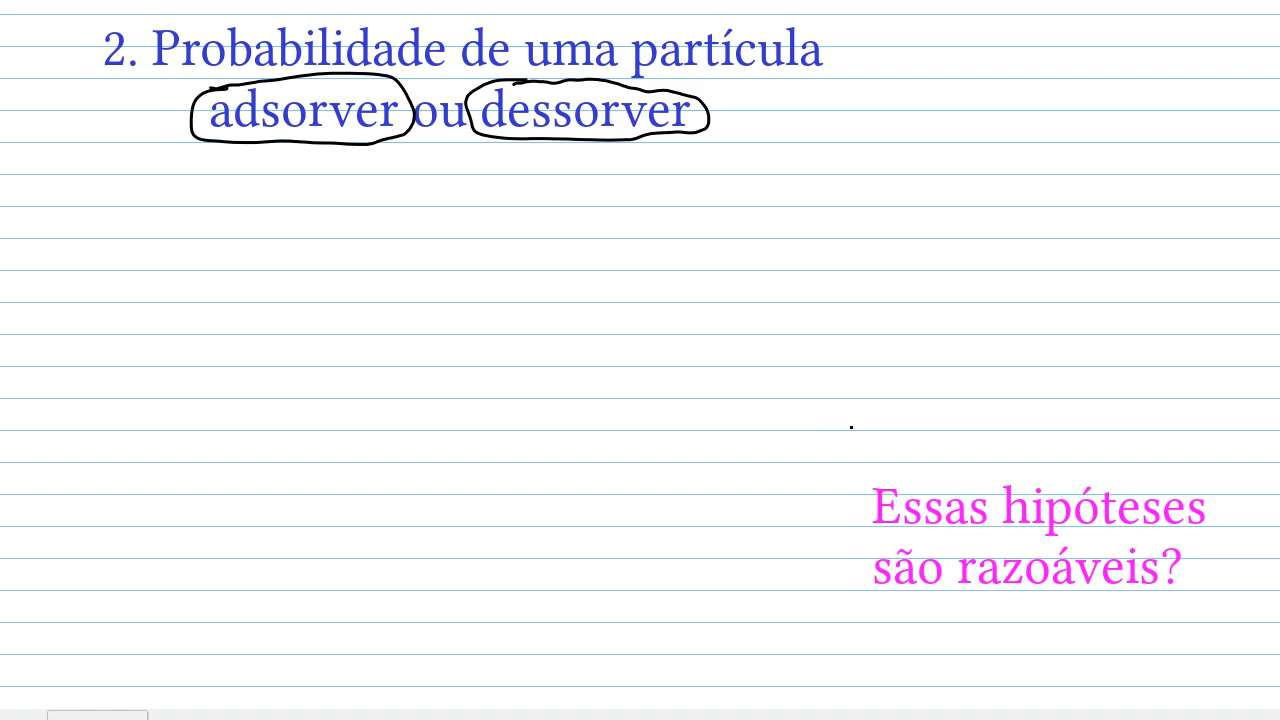 2. Probabilidade de uma partícula
adsorver ou dessorver
Essas hipóteses
são razoáveis?